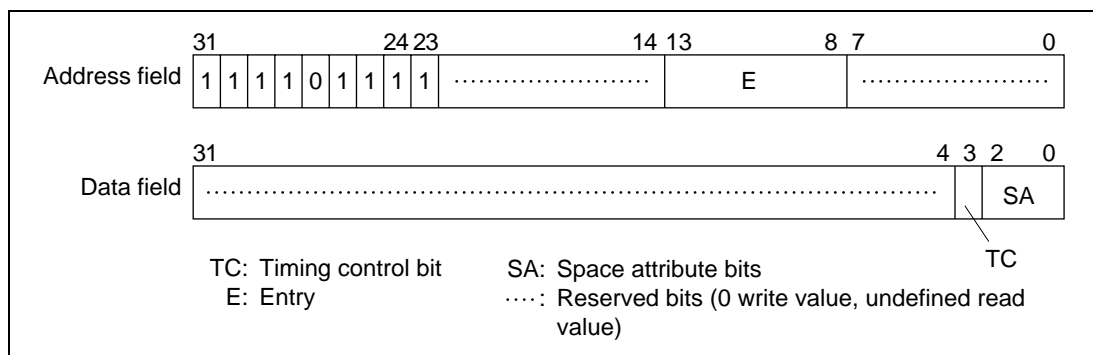 31 24 23 14 13 8 7 0
Address field 1 1 1 1 0 1 1 1 1 ........................ E ........................
31 4 3 2 0
Data field ................................................................................ SA
TC
TC: Timing control bit SA: Space attribute bits
E: Entry ····: Reserved bits (0 write value, undefined read
value)